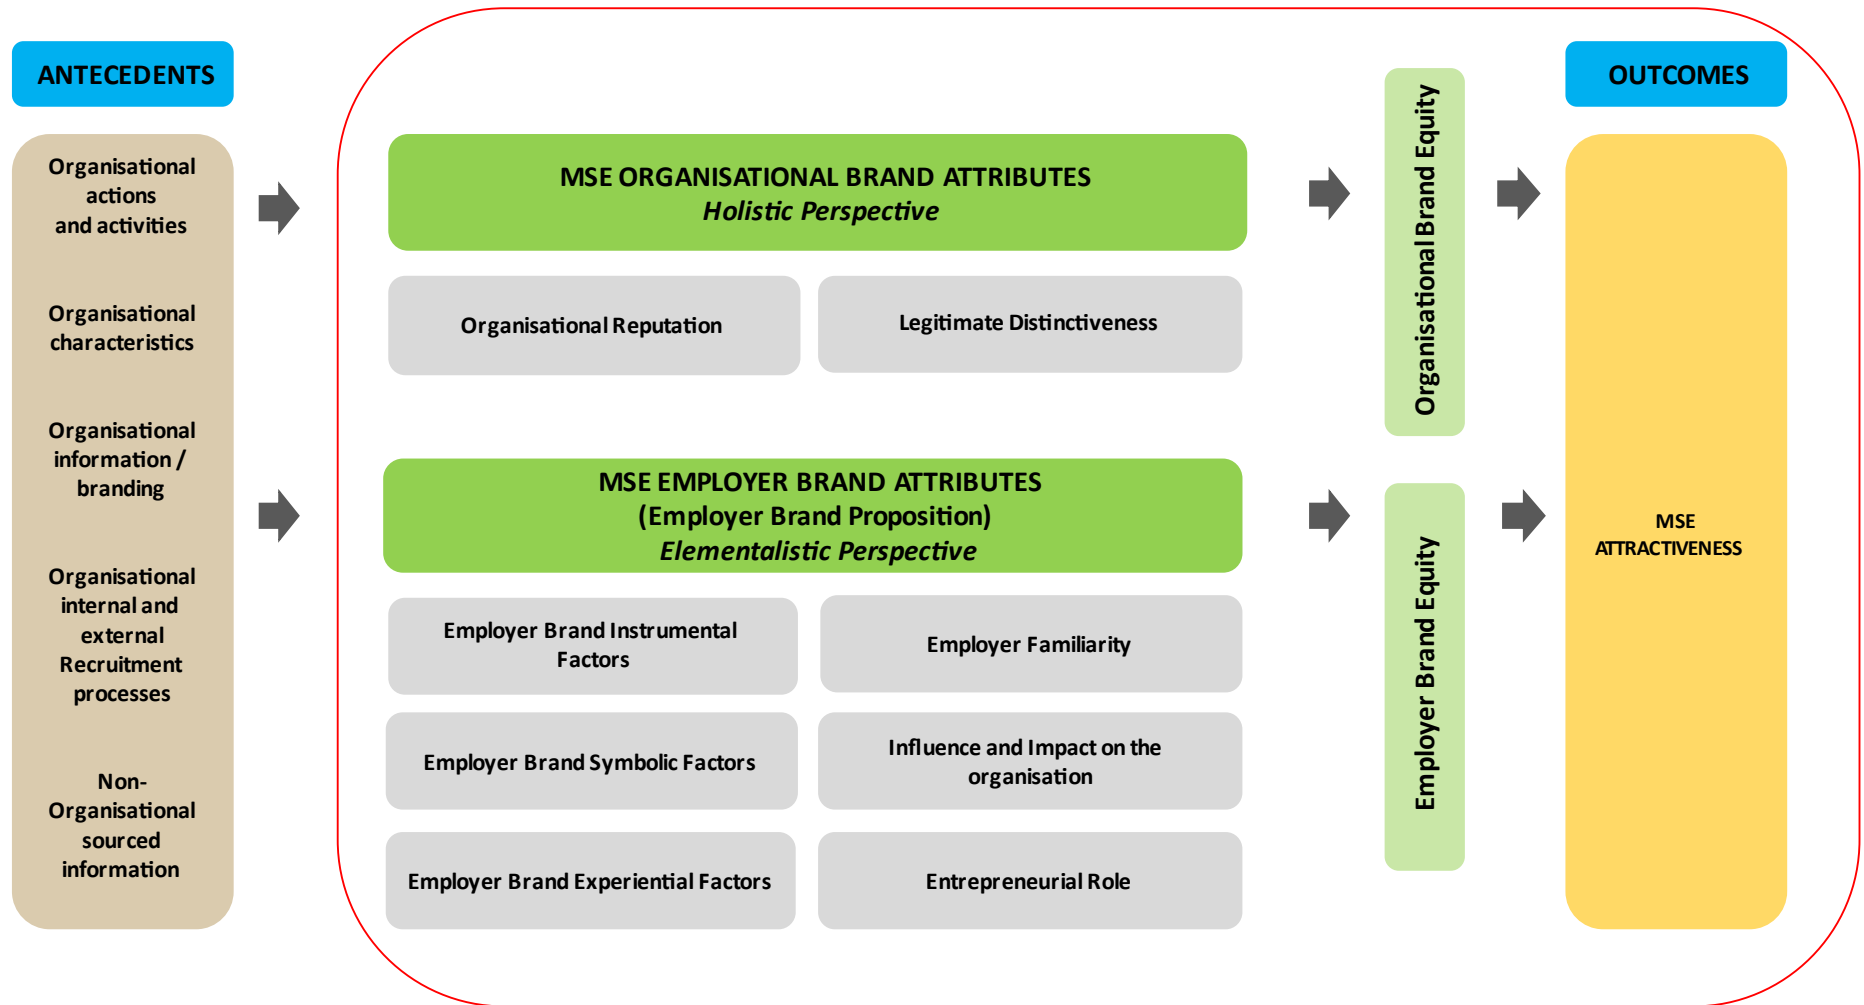 ANTECEDENTS
Organisational
actions
and activities
Organisational
characteristics
Organisational
information /
branding
Organisational
internal and
external
Recruitment
processes
Non-
Organisational
sourced
information
MSE ORGANISATIONAL BRAND ATTRIBUTES
Holistic Perspective
Organisational Reputation
Legitimate Distinctiveness
MSE EMPLOYER BRAND ATTRIBUTES
(Employer Brand Proposition)
Elementalistic Perspective
Employer Brand Instrumental
Factors
Employer Familiarity
Employer Brand Symbolic Factors
Influence and Impact on the
organisation
Employer Brand Experiential Factors
Entrepreneurial Role
Organisational Brand Equity
Employer Brand Equity
OUTCOMES
MSE
ATTRACTIVENESS